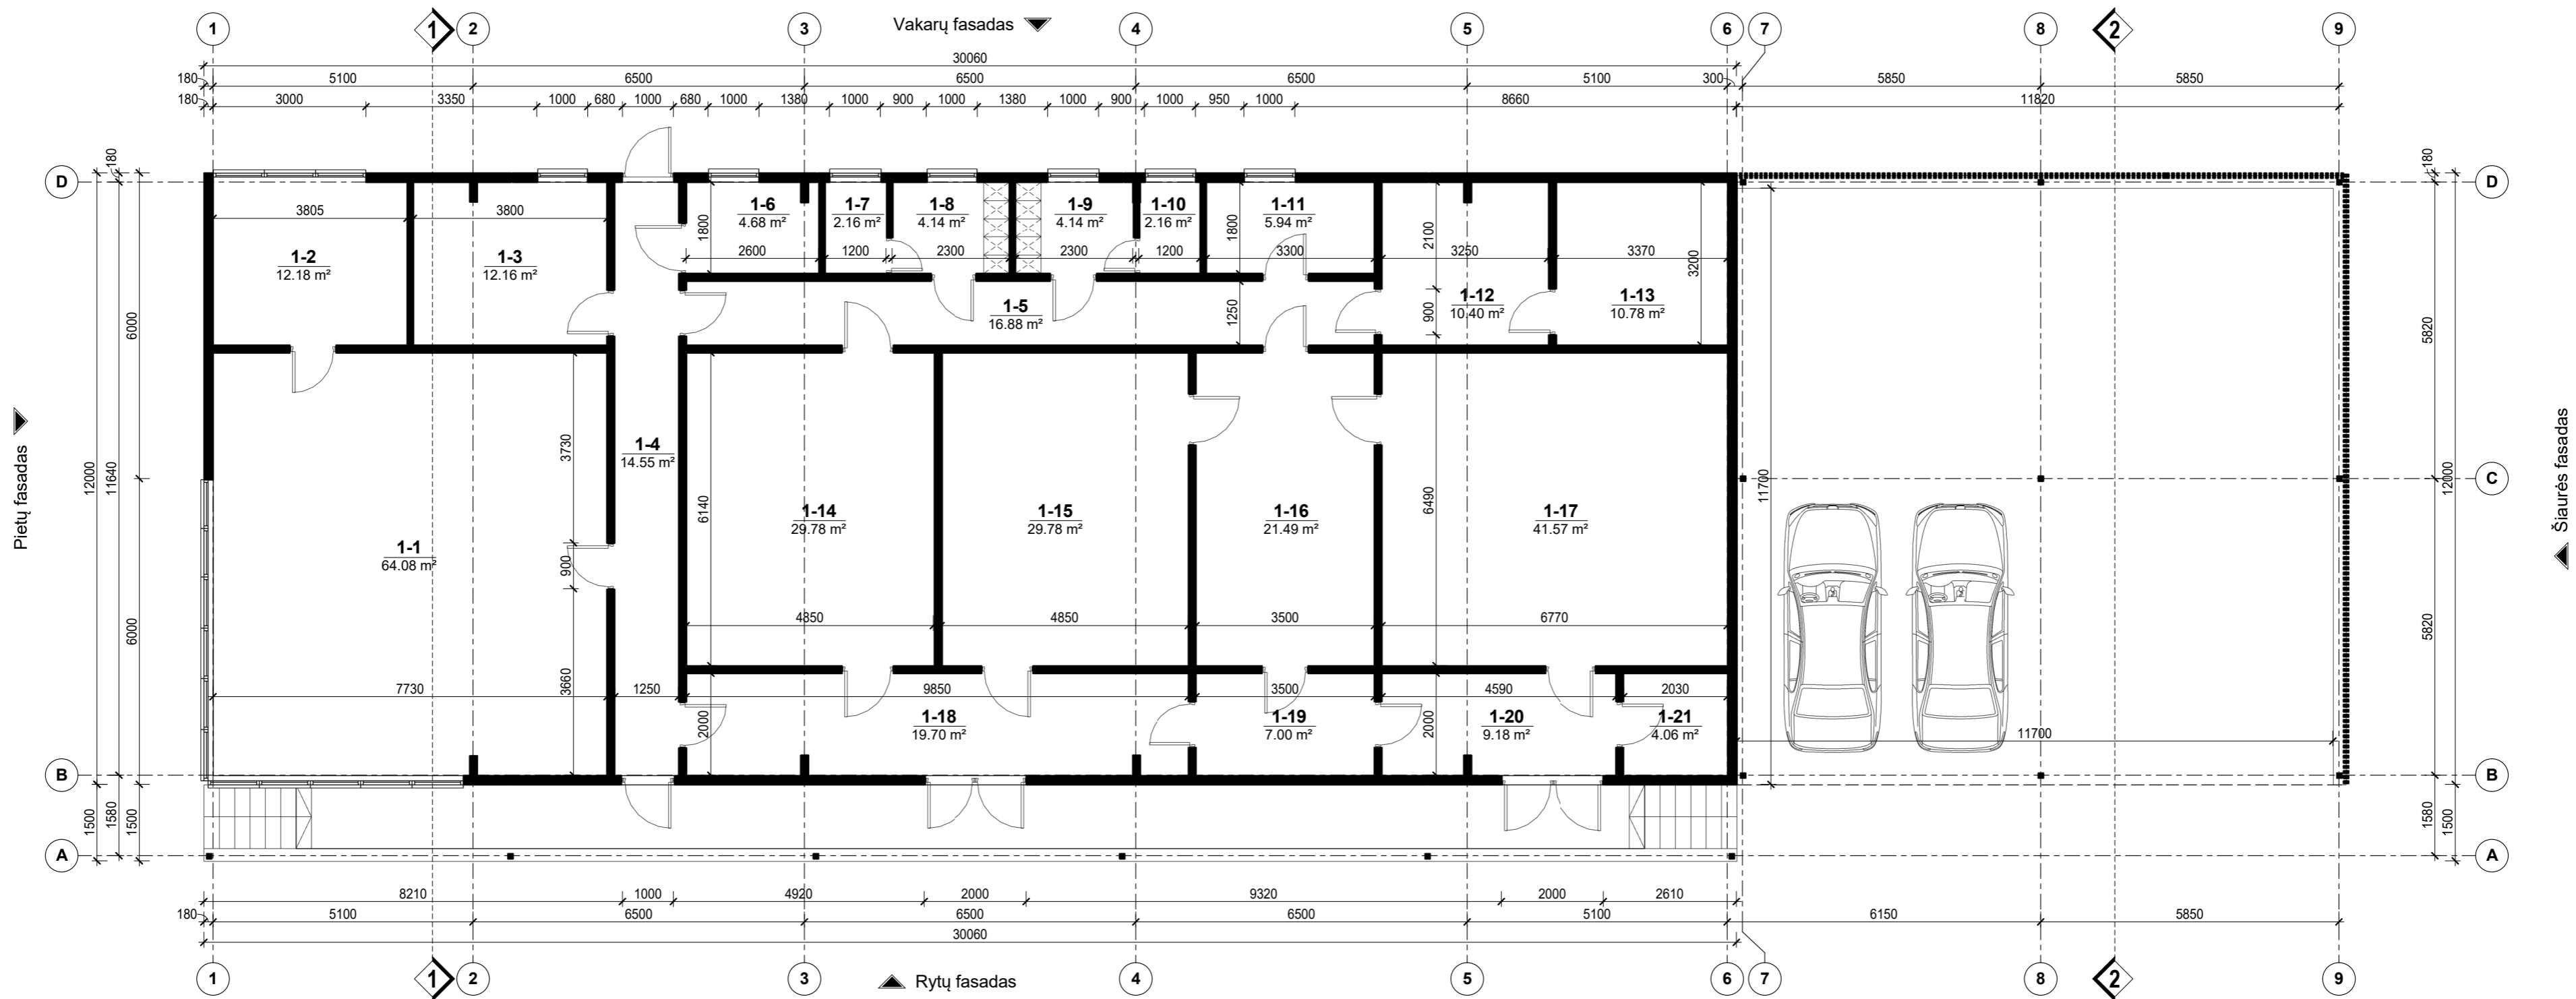 1 1 2 3 Vakarų fasadas 4 5 6 7 8 2 9
30060
180 5100 6500 6500 6500 5100 300 5850 5850
180 3000 3350 1000 680 1000 680 1000 1380 1000 900 1000 1380 1000 900 1000 950 1000 8660 11820
180 180
D D
3805 3800 1800 2600 1200 2300 2300 1200 1800 3300 2100 3250 3370 3200
1-6
4.68 m²
1-7
2.16 m²
1-8
4.14 m²
1-9
4.14 m²
1-10
2.16 m²
1-11
5.94 m²
1-2
12.18 m²
1-3
12.16 m²
1-5
16.88 m²
1250
900
1-12
10.40 m²
1-13
10.78 m²
6000 5820
Pietų fasadas
12000 11640
3730
1-4
14.55 m²
6140 6490 11700
C
12000
Šiaurės fasadas
1-14
29.78 m²
1-15
29.78 m²
1-16
21.49 m²
1-17
41.57 m²
1-1
64.08 m²
900
6000 5820
4850 4850 3500 6770
3660
7730 1250 9850 3500 4590 2030
2000 2000
1-18
19.70 m²
1-19
7.00 m²
1-20
9.18 m²
1-21
4.06 m²
11700
B B
1500 1580 1500 1580 1500
A A
8210 1000 4920 2000 9320 2000 2610
180 5100 6500 6500 6500 5100 6150 5850
30060
1 1 2 3 Rytų fasadas 4 5 6 7 8 2 9